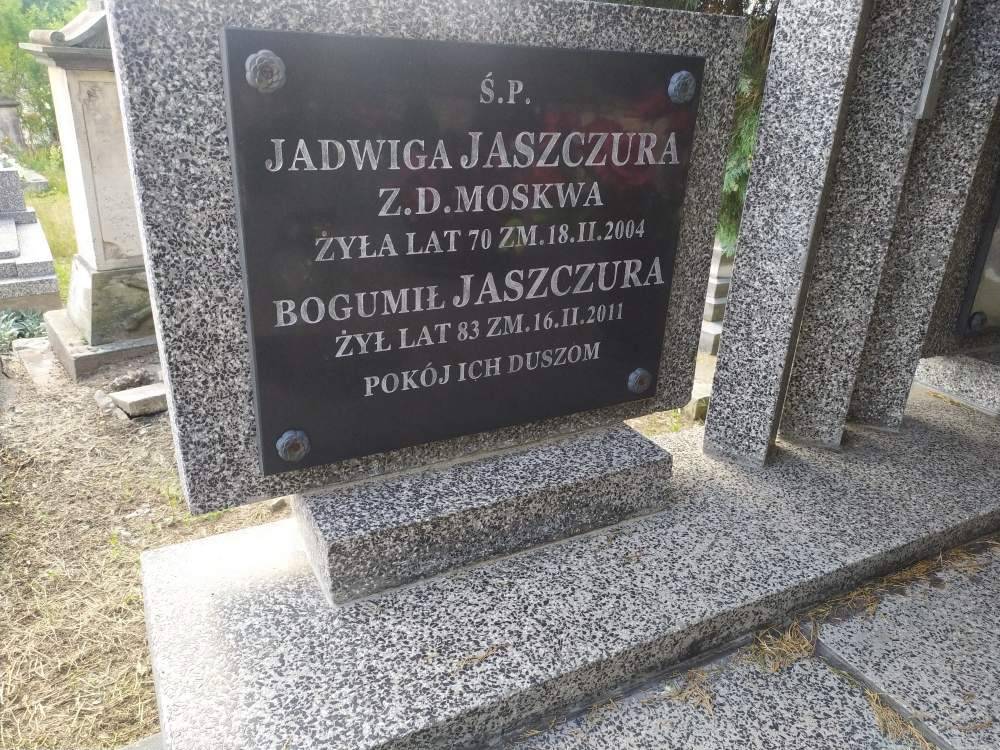 Ś.P.
JADWIGA JASZCZURA
Z.D.MOSKWA
ŻYŁA LAT 70 ZM.18.II.2004
BOGUMIŁ JASZCZURA
ŻYŁ LAT 83 ZM.16.II.2011
POKÓJ ICH DUSZOM